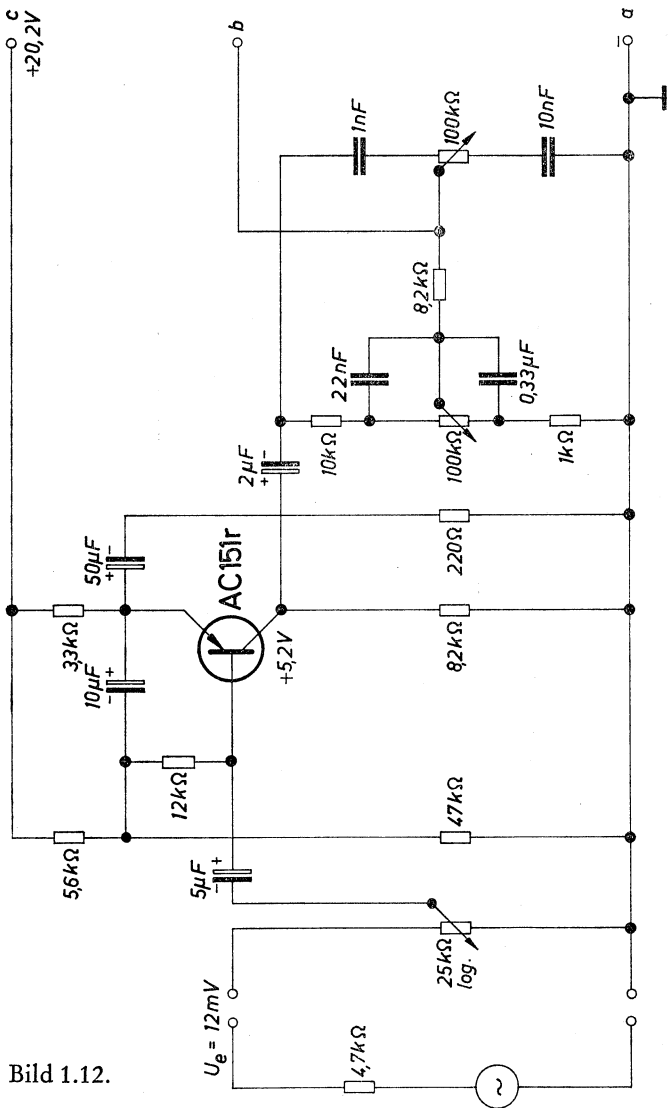 c
+20,2V
b
a
–
1nF
100kΩ
10nF
8,2kΩ
22nF
0,33µF
2µF
+ –
10kΩ
100kΩ
1kΩ
50µF
+ –
220Ω
3,3kΩ
10µF
– +
AC151r
+5,2V
8,2kΩ
12kΩ
5,6kΩ
47kΩ
5µF
– +
25kΩ
log.
Ue = 12mV
4,7kΩ
~
Bild 1.12.